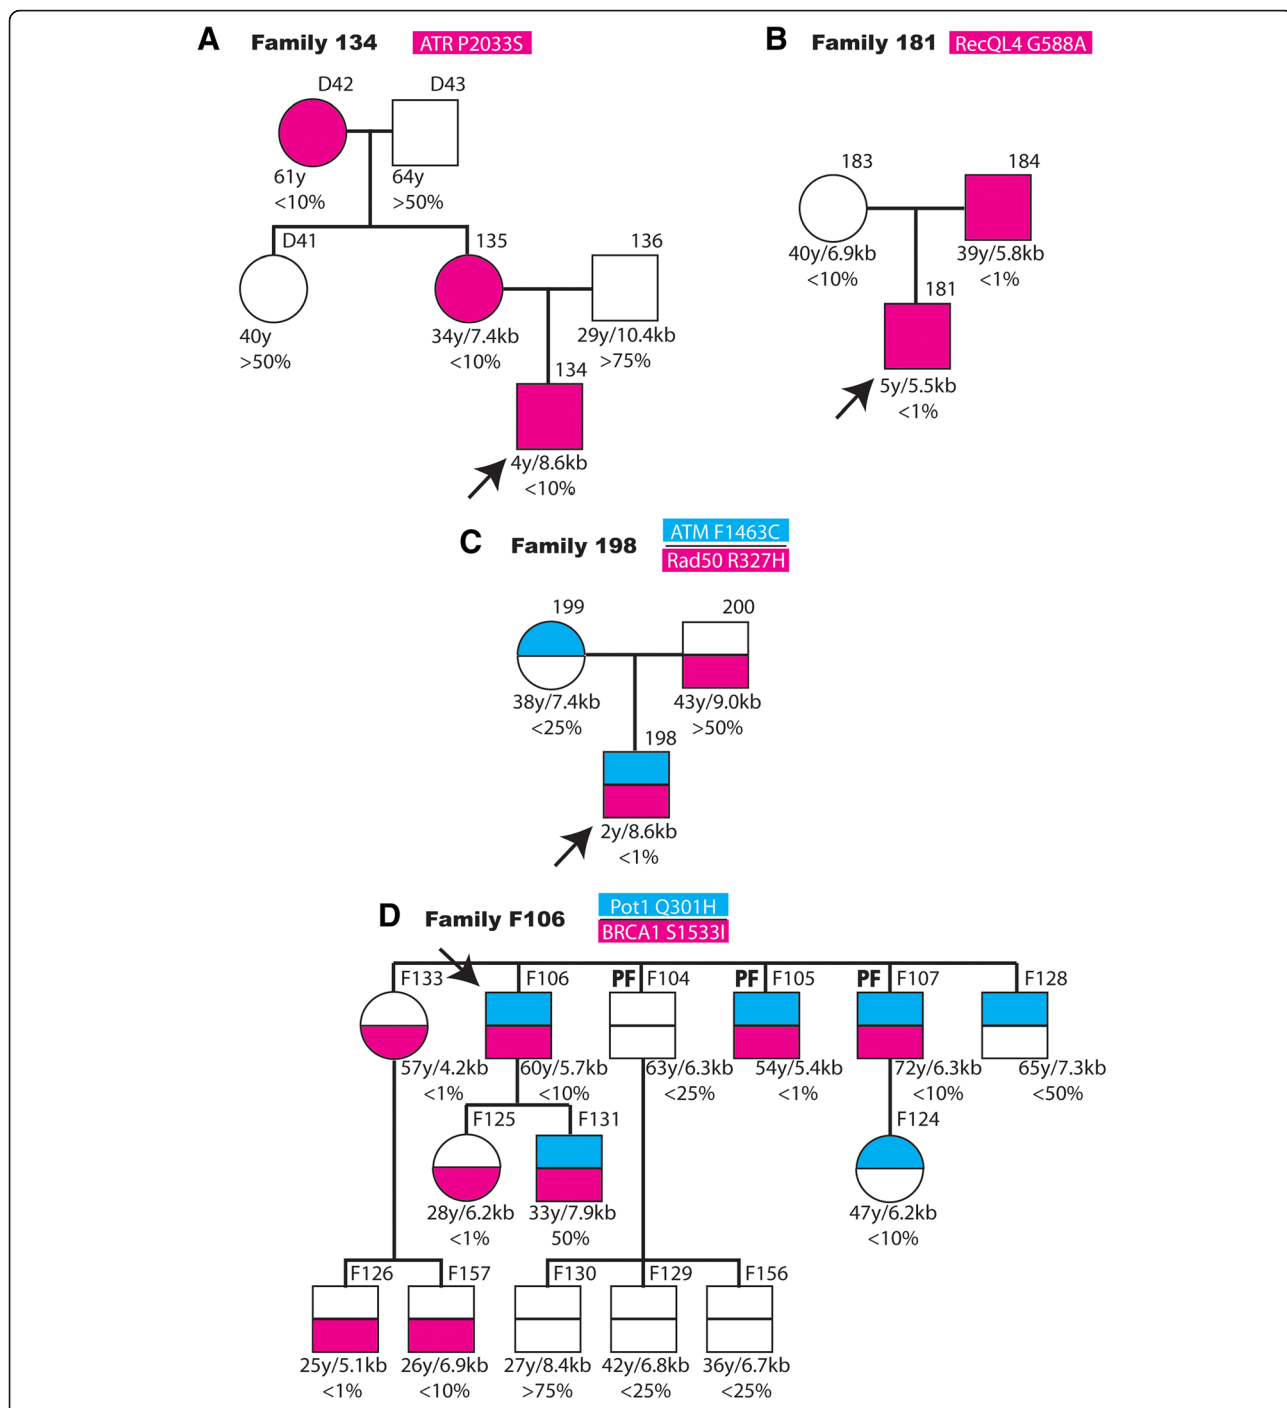 A Family 134 ATR P2033S
B Family 181 RecQL4 G588A
D42 D43
61y 64y
<10% >50%
D41 135 136
40y 34y/7.4kb 29y/10.4kb
>50% <10% >75%
134
4y/8.6kb
<10%
183 184
40y/6.9kb 39y/5.8kb
<10% <1%
181
5y/5.5kb
<1%
C Family 198 ATM F1463C
Rad50 R327H
199 200
38y/7.4kb 43y/9.0kb
<25% >50%
198
2y/8.6kb
<1%
D Family F106 Pot1 Q301H
BRCA1 S1533I
F133 F106 PF F104 PF F105 PF F107 F128
57y/4.2kb 60y/5.7kb 63y/6.3kb 54y/5.4kb 72y/6.3kb 65y/7.3kb
<1% <10% <25% <1% <10% <50%
F125 F131 F124
28y/6.2kb 33y/7.9kb 47y/6.2kb
<1% 50% <10%
F126 F157 F130 F129 F156
25y/5.1kb 26y/6.9kb 27y/8.4kb 42y/6.8kb 36y/6.7kb
<1% <10% >75% <25% <25%